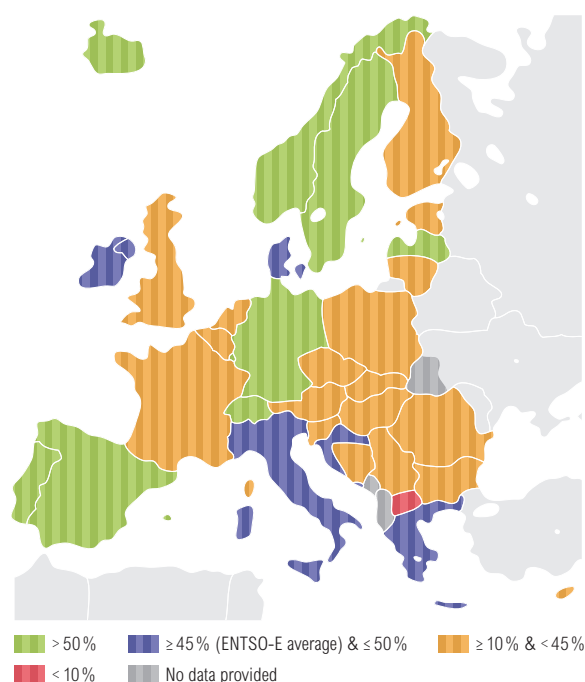 > 50 % ≥ 45 % (ENTSO-E average) & ≤ 50 % ≥ 10 % & < 45 %
< 10 % No data provided